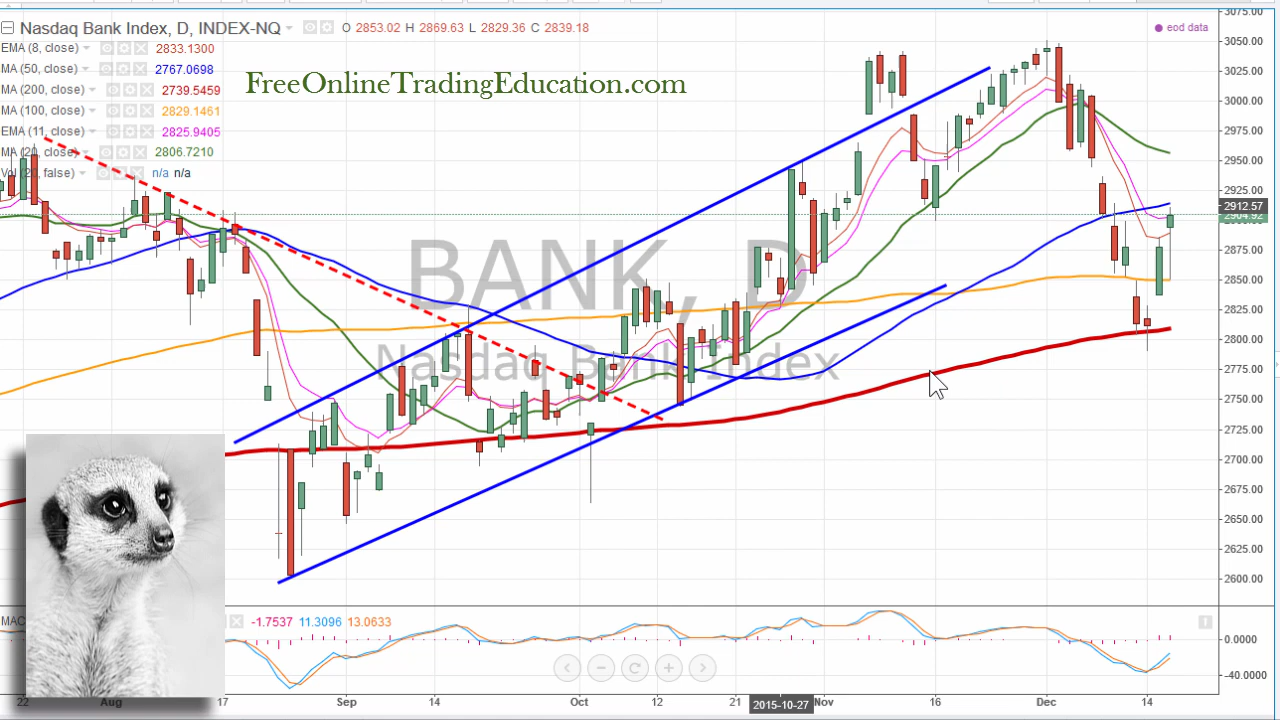 Nasdaq Bank Index, D, INDEX-NQ O 2853.02 H 2869.63 L 2829.36 C 2839.18
eod data
EMA (8, close) 2833.1300
MA (50, close) 2767.0698
MA (200, close) 2739.5459
MA (100, close) 2829.1461
EMA (11, close) 2825.9405
MA (20, close) 2806.7210
Vol (20, false) n/a n/a
FreeOnlineTradingEducation.com
BANK, D
Nasdaq Bank Index
3075.00
3050.00
3025.00
3000.00
2975.00
2950.00
2925.00
2912.57
2904.92
2875.00
2850.00
2825.00
2800.00
2775.00
2750.00
2725.00
2700.00
2675.00
2650.00
2625.00
2600.00
MAC
-1.7537 11.3096 13.0633
0.0000
-40.0000
22 Aug 17 Sep 14 Oct 12 21 2015-10-27 Nov 16 Dec 14